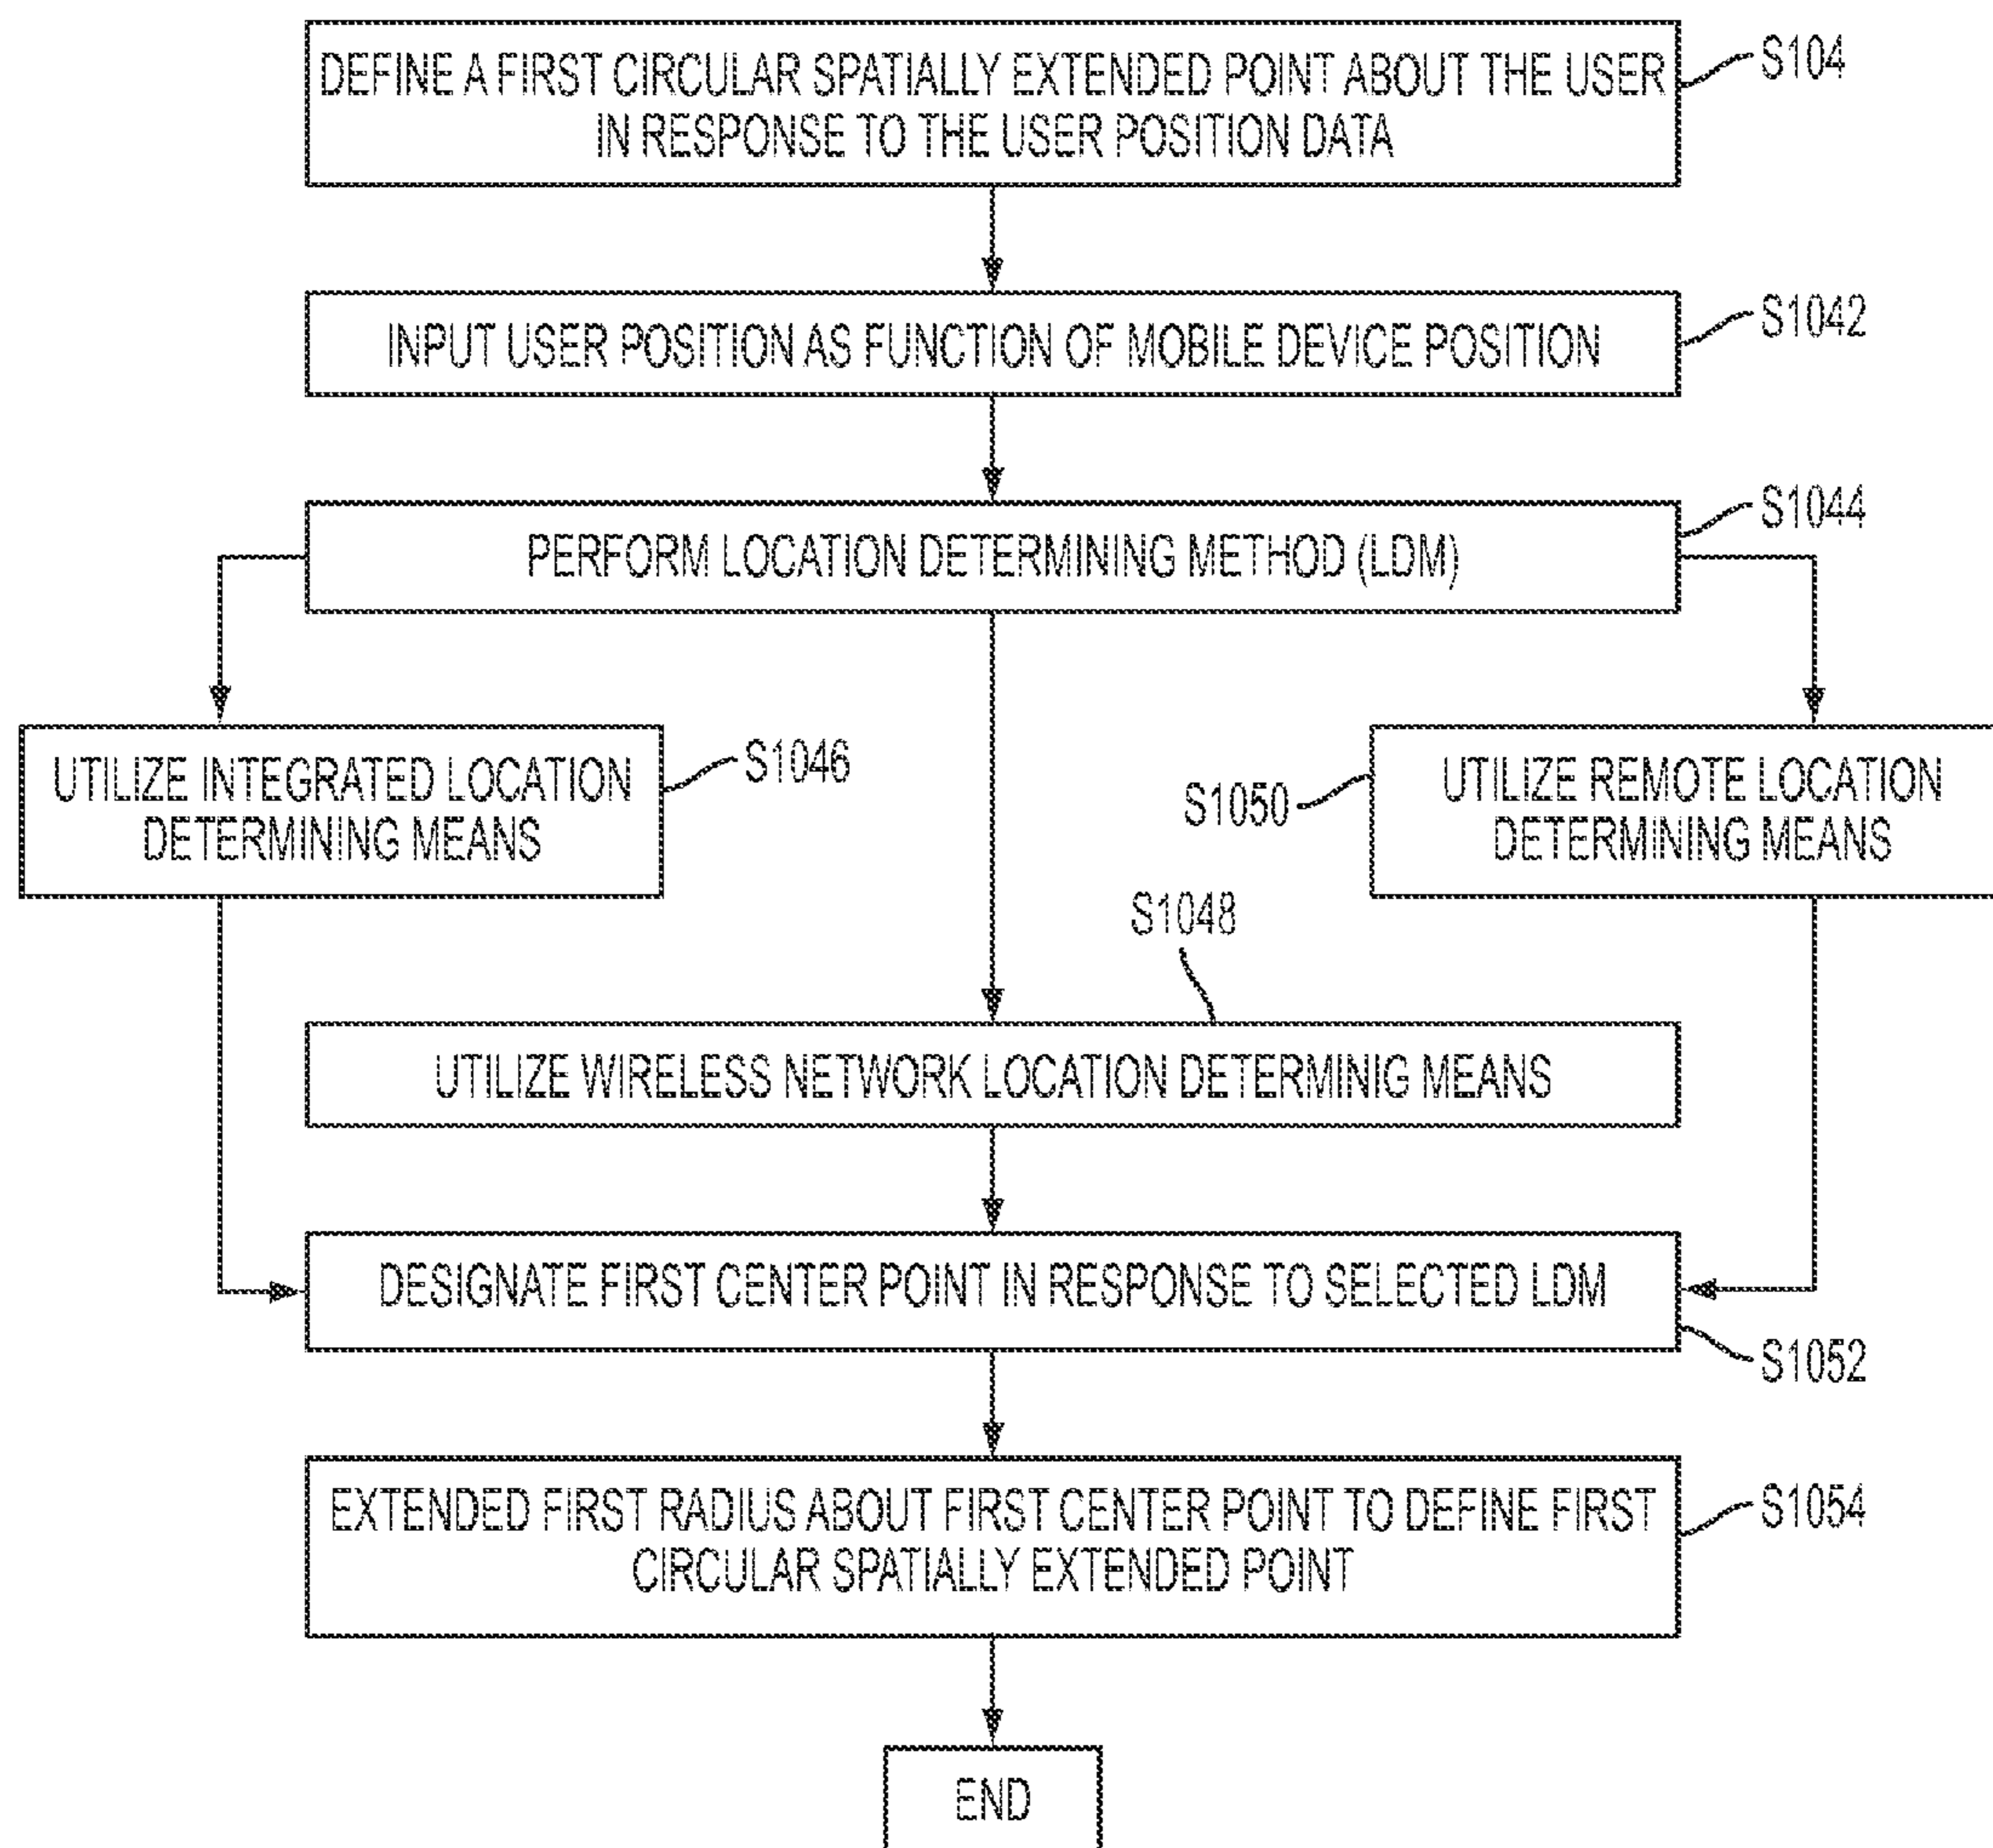 DEFINE A FIRST CIRCULAR SPATIALLY EXTENDED POINT ABOUT THE USER
IN RESPONSE TO THE USER POSITION DATA
S104
INPUT USER POSITION AS FUNCTION OF MOBILE DEVICE POSITION
S1042
PERFORM LOCATION DETERMINING METHOD (LDM)
S1044
UTILIZE INTEGRATED LOCATION
DETERMINING MEANS
S1046
S1050
UTILIZE REMOTE LOCATION
DETERMINING MEANS
S1048
UTILIZE WIRELESS NETWORK LOCATION DETERMINIG MEANS
DESIGNATE FIRST CENTER POINT IN RESPONSE TO SELECTED LDM
S1052
EXTENDED FIRST RADIUS ABOUT FIRST CENTER POINT TO DEFINE FIRST
CIRCULAR SPATIALLY EXTENDED POINT
S1054
END